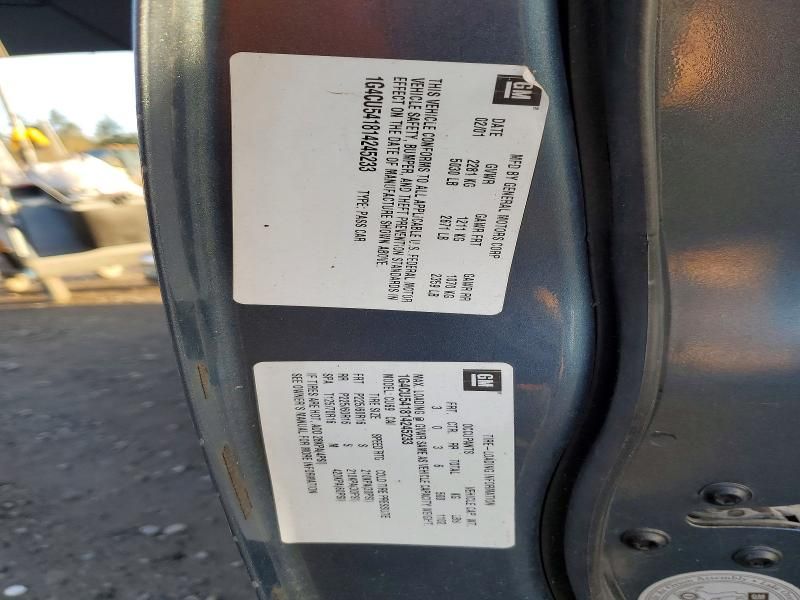 GM
MFD BY GENERAL MOTORS CORP
DATE GVWR GAWR FRT GAWR RR
02/01 2281 KG 1211 KG 1070 KG
5030 LB 2671 LB 2359 LB
THIS VEHICLE CONFORMS TO ALL APPLICABLE U.S. FEDERAL MOTOR
VEHICLE SAFETY, BUMPER, AND THEFT PREVENTION STANDARDS IN
EFFECT ON THE DATE OF MANUFACTURE SHOWN ABOVE.
1G4CU541814245233 TYPE: PASS CAR
GM
TIRE-LOADING INFORMATION
OCCUPANTS VEHICLE CAP. WT.
FRT CTR RR TOTAL KG LBS
3 0 3 6 500 1102
MAX. LOADING @ GVWR SAME AS VEHICLE CAPACITY WEIGHT.
1G4CU541814245233
MODEL: CU69 CAI
TIRE SIZE SPEED RTG COLD TIRE PRESSURE
FRT P225/60R16 S 210KPA(30PSI)
RR P225/60R16 S 210KPA(30PSI)
SPA T125/70R16 M 420KPA(60PSI)
IF TIRES ARE HOT, ADD 28KPA(4PSI)
SEE OWNER'S MANUAL FOR MORE INFORMATION
Assembly